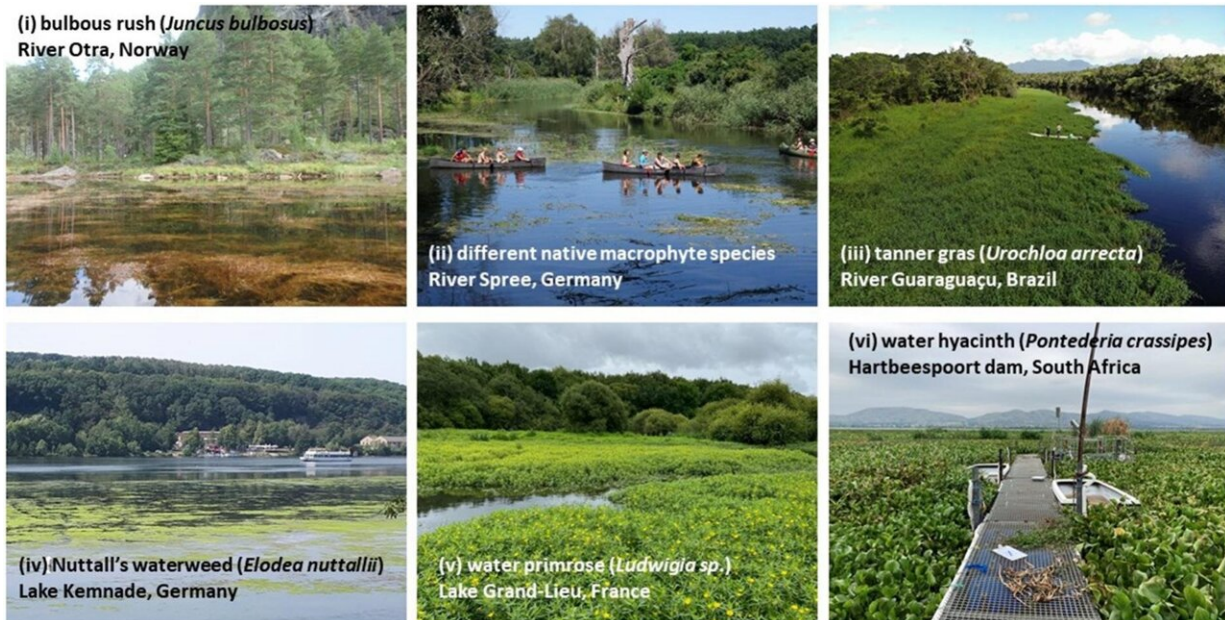 (i) bulbous rush (Juncus bulbosus)
River Otra, Norway
(ii) different native macrophyte species
River Spree, Germany
(iii) tanner gras (Urochloa arrecta)
River Guaraguaçu, Brazil
(iv) Nuttall's waterweed (Elodea nuttallii)
Lake Kemnade, Germany
(v) water primrose (Ludwigia sp.)
Lake Grand-Lieu, France
(vi) water hyacinth (Pontederia crassipes)
Hartbeespoort dam, South Africa